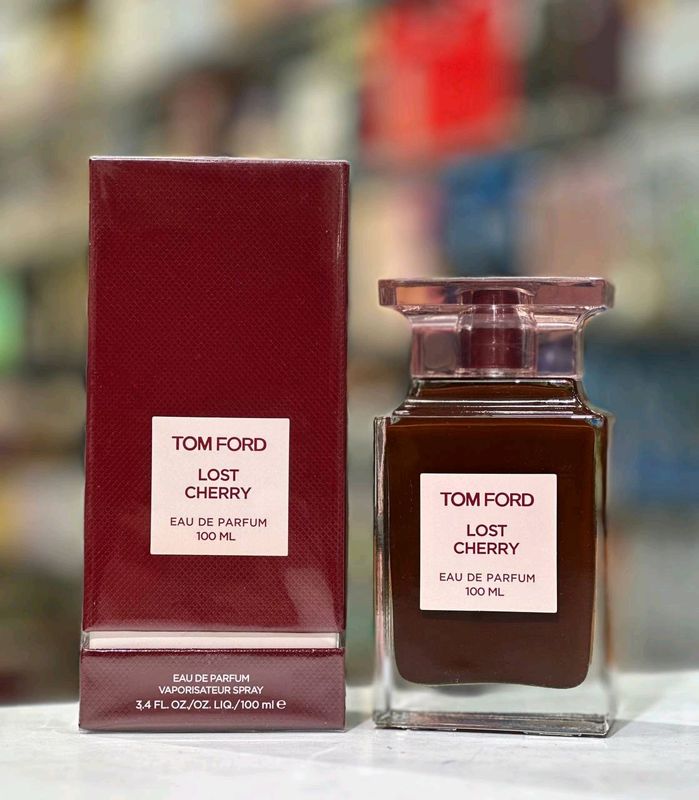 TOM FORD
LOST
CHERRY
EAU DE PARFUM
100 ML
EAU DE PARFUM
VAPORISATEUR SPRAY
3,4 FL. OZ./OZ. LIQ./100 ml ℮
TOM FORD
LOST
CHERRY
EAU DE PARFUM
100 ML